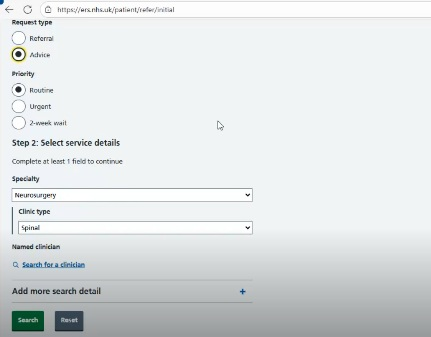 https://ers.nhs.uk/patient/refer/initial
Request type
Referral
Advice
Priority
Routine
Urgent
2-week wait
Step 2: Select service details
Complete at least 1 field to continue
Specialty
Neurosurgery
Clinic type
Spinal
Named clinician
Search for a clinician
Add more search detail +
Search Reset